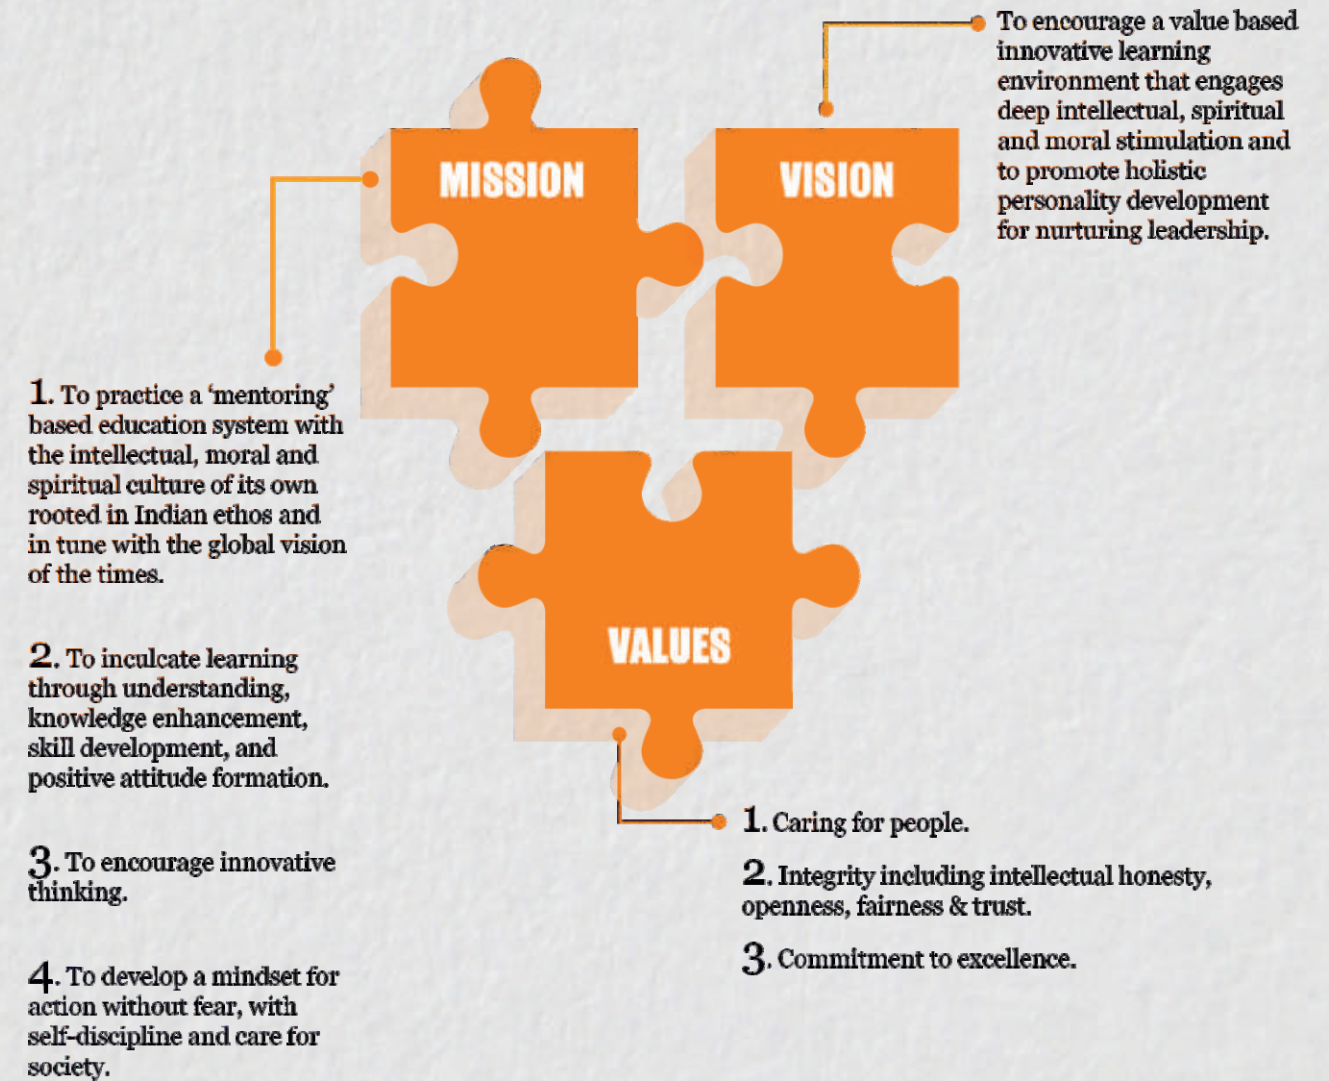 MISSION
1. To practice a ‘mentoring’
based education system with
the intellectual, moral and
spiritual culture of its own
rooted in Indian ethos and
in tune with the global vision
of the times.
2. To inculcate learning
through understanding,
knowledge enhancement,
skill development, and
positive attitude formation.
3. To encourage innovative
thinking.
4. To develop a mindset for
action without fear, with
self-discipline and care for
society.
VISION
To encourage a value based
innovative learning
environment that engages
deep intellectual, spiritual
and moral stimulation and
to promote holistic
personality development
for nurturing leadership.
VALUES
1. Caring for people.
2. Integrity including intellectual honesty,
openness, fairness & trust.
3. Commitment to excellence.